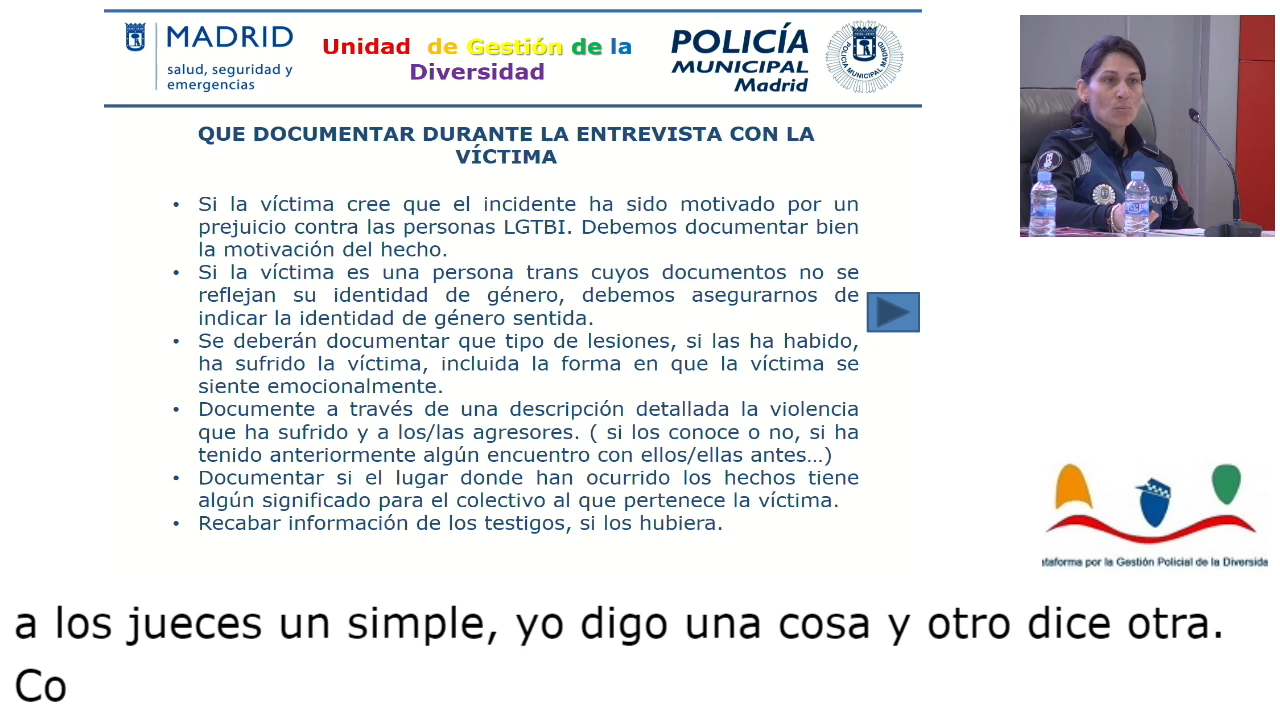 MADRID
salud, seguridad y
emergencias
Unidad de Gestión de la
Diversidad
POLICÍA
MUNICIPAL
Madrid
POLICÍA MUNICIPAL MADRID
QUE DOCUMENTAR DURANTE LA ENTREVISTA CON LA
VÍCTIMA
• Si la víctima cree que el incidente ha sido motivado por un
prejuicio contra las personas LGTBI. Debemos documentar bien
la motivación del hecho.
• Si la víctima es una persona trans cuyos documentos no se
reflejan su identidad de género, debemos asegurarnos de
indicar la identidad de género sentida.
• Se deberán documentar que tipo de lesiones, si las ha habido,
ha sufrido la víctima, incluida la forma en que la víctima se
siente emocionalmente.
• Documente a través de una descripción detallada la violencia
que ha sufrido y a los/las agresores. ( si los conoce o no, si ha
tenido anteriormente algún encuentro con ellos/ellas antes…)
• Documentar si el lugar donde han ocurrido los hechos tiene
algún significado para el colectivo al que pertenece la víctima.
• Recabar información de los testigos, si los hubiera.
ataforma por la Gestión Policial de la Diversida
a los jueces un simple, yo digo una cosa y otro dice otra.
Co